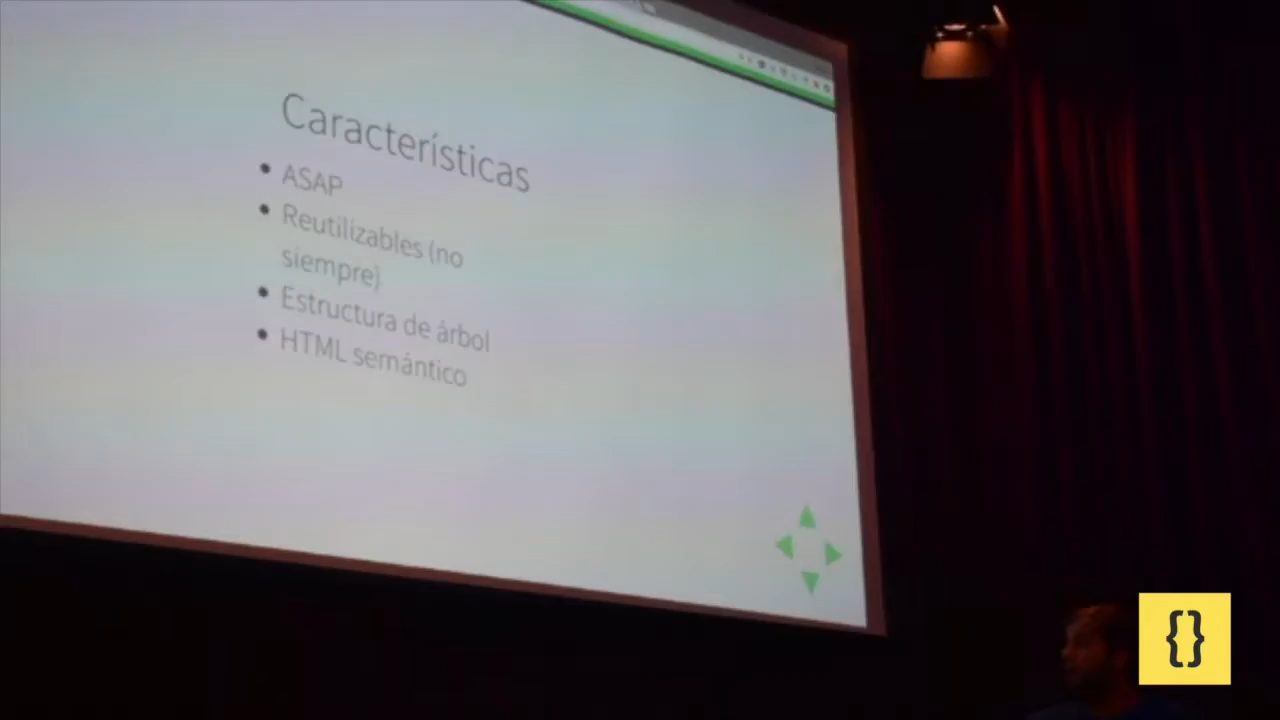 Características
ASAP
Reutilizables (no
siempre)
Estructura de árbol
HTML semántico
{}